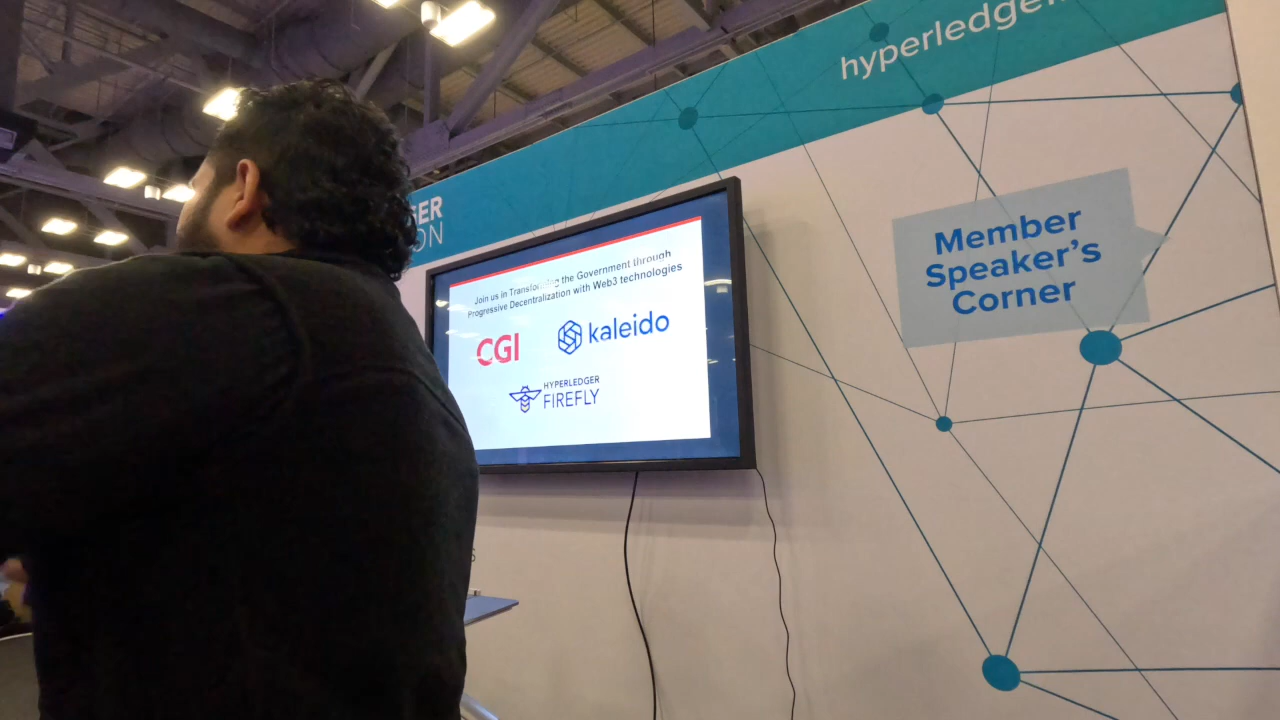 hyperledger
GER
ON
Member
Speaker's
Corner
Join us in Transforming the Government through
Progressive Decentralization with Web3 technologies
CGI
kaleido
HYPERLEDGER
FIREFLY
S